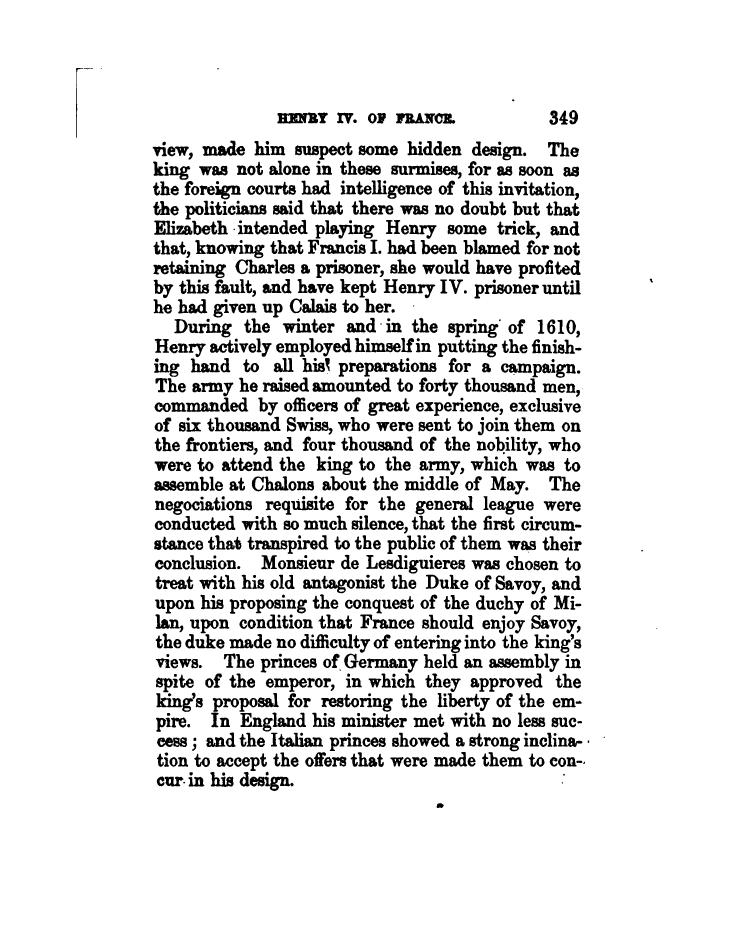 HENRY IV. OF FRANCE. 349
view, made him suspect some hidden design. The
king was not alone in these surmises, for as soon as
the foreign courts had intelligence of this invitation,
the politicians said that there was no doubt but that
Elizabeth intended playing Henry some trick, and
that, knowing that Francis I. had been blamed for not
retaining Charles a prisoner, she would have profited
by this fault, and have kept Henry IV. prisoner until
he had given up Calais to her.
During the winter and in the spring of 1610,
Henry actively employed himself in putting the finish-
ing hand to all his preparations for a campaign.
The army he raised amounted to forty thousand men,
commanded by officers of great experience, exclusive
of six thousand Swiss, who were sent to join them on
the frontiers, and four thousand of the nobility, who
were to attend the king to the army, which was to
assemble at Chalons about the middle of May. The
negociations requisite for the general league were
conducted with so much silence, that the first circum-
stance that transpired to the public of them was their
conclusion. Monsieur de Lesdiguieres was chosen to
treat with his old antagonist the Duke of Savoy, and
upon his proposing the conquest of the duchy of Mi-
lan, upon condition that France should enjoy Savoy,
the duke made no difficulty of entering into the king's
views. The princes of Germany held an assembly in
spite of the emperor, in which they approved the
king's proposal for restoring the liberty of the em-
pire. In England his minister met with no less suc-
cess; and the Italian princes showed a strong inclina-
tion to accept the offers that were made them to con-
cur in his design.